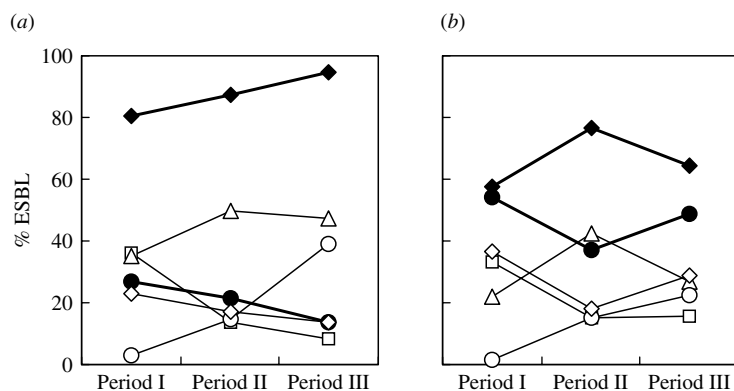 (a)
(b)
100
80
60
40
20
0
% ESBL
Period I Period II Period III
Period I Period II Period III